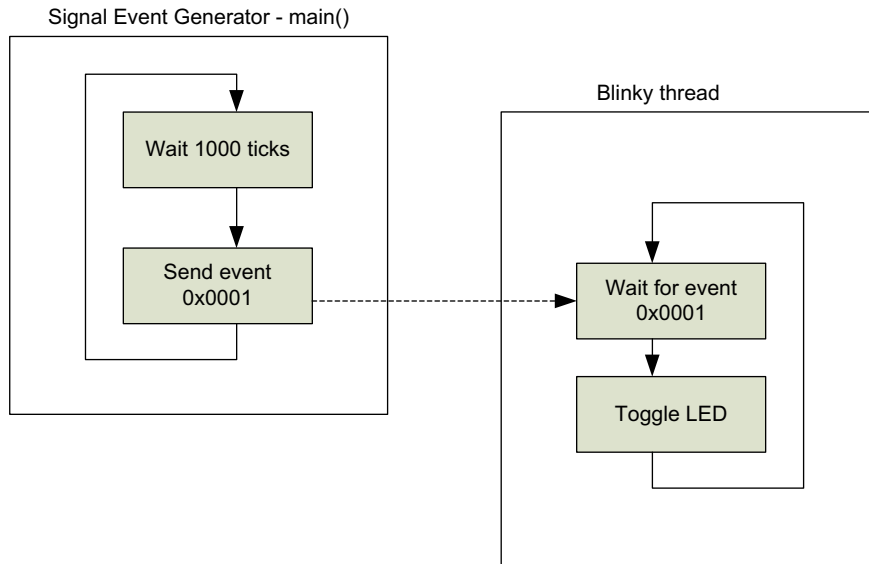 Signal Event Generator - main()
Wait 1000 ticks
Send event
0x0001
Blinky thread
Wait for event
0x0001
Toggle LED